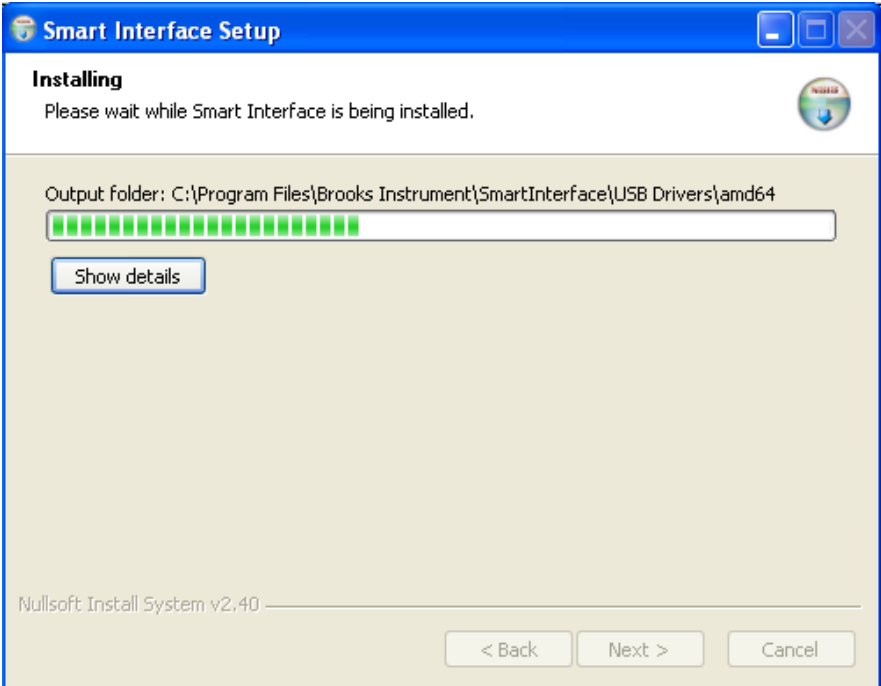 Smart Interface Setup
Installing
Please wait while Smart Interface is being installed.
Output folder: C:\Program Files\Brooks Instrument\SmartInterface\USB Drivers\amd64
Show details
Nullsoft Install System v2.40
< Back Next > Cancel